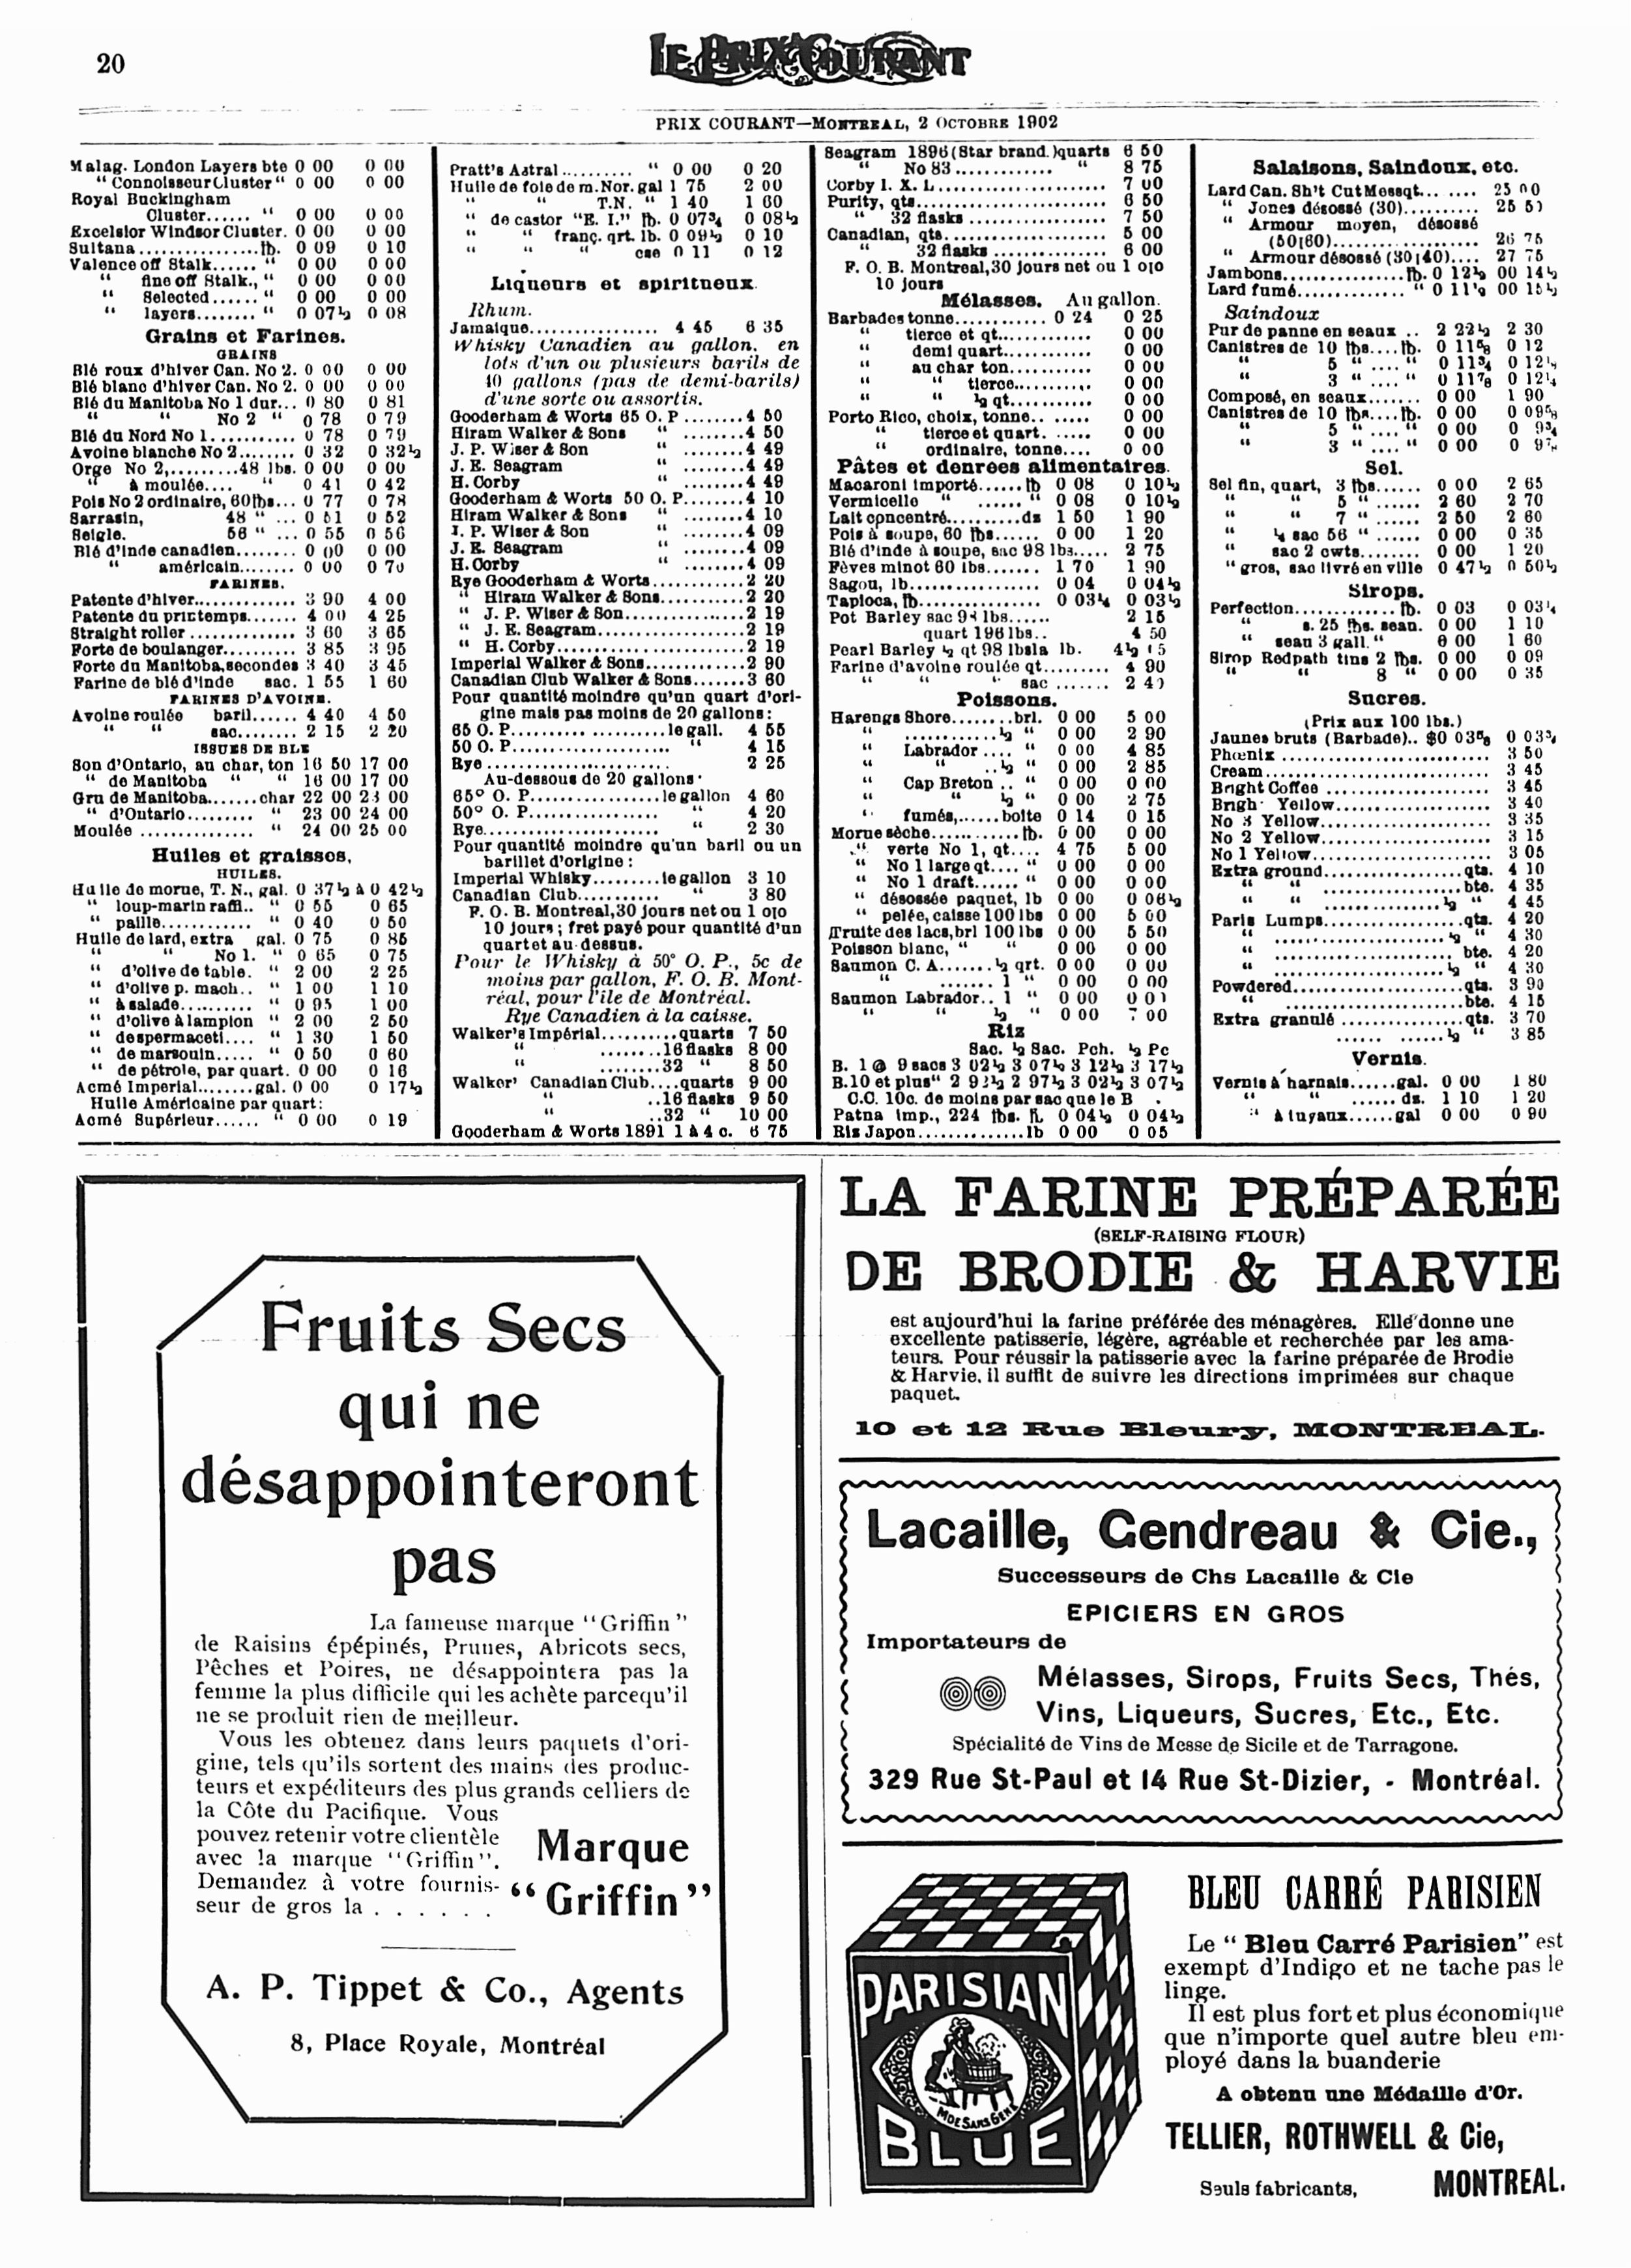 20
LE PRIX COURANT
PRIX COURANT—MONTREAL, 2 OCTOBRE 1902
Malag. London Layers bte 0 00 0 00
“ Connoisseur Cluster “ 0 00 0 00
Royal Buckingham
Cluster...... “ 0 00 0 00
Excelsior Windsor Cluster. 0 00 0 00
Sultana................lb. 0 09 0 10
Valence off Stalk...... “ 0 00 0 00
“ fine off Stalk., “ 0 00 0 00
“ Selected...... “ 0 00 0 00
“ layers........ “ 0 07½ 0 08
Grains et Farines.
GRAINS
Blé roux d'hiver Can. No 2. 0 00 0 00
Blé blanc d'hiver Can. No 2. 0 00 0 00
Blé du Manitoba No 1 dur... 0 80 0 81
“ “ No 2 “ 0 78 0 79
Blé du Nord No 1........... 0 78 0 79
Avoine blanche No 2........ 0 32 0 32½
Orge No 2,.........48 lbs. 0 00 0 00
“ à moulée.... “ 0 41 0 42
Pois No 2 ordinaire, 60 lbs... 0 77 0 78
Sarrasin, 48 “ ... 0 51 0 52
Seigle. 56 “ ... 0 55 0 56
Blé d'inde canadien........ 0 00 0 00
“ américain........ 0 00 0 70
FARINES.
Patente d'hiver............. 3 90 4 00
Patente du printemps....... 4 00 4 25
Straight roller ............. 3 60 3 65
Forte de boulanger.......... 3 85 3 95
Forte du Manitoba, secondes 3 40 3 45
Farine de blé d'inde sac. 1 55 1 60
FARINES D'AVOINE.
Avoine roulée baril...... 4 40 4 50
“ “ sac........ 2 15 2 20
ISSUES DE BLE
Son d'Ontario, au char, ton 16 50 17 00
“ de Manitoba “ “ 16 00 17 00
Gru de Manitoba.......char 22 00 23 00
“ d'Ontario......... “ 23 00 24 00
Moulée ............... “ 24 00 25 00
Huiles et graisses,
HUILES.
Huile de morue, T. N., gal. 0 37½ à 0 42½
“ loup-marin raffi.. “ 0 55 0 65
“ paille............ 0 40 0 50
Huile de lard, extra gal. 0 75 0 85
“ “ No 1. “ 0 65 0 75
“ d'olive de table. “ 2 00 2 25
“ d'olive p. mach.. “ 1 00 1 10
“ à salade.......... “ 0 95 1 00
“ d'olive à lampion “ 2 00 2 50
“ de spermaceti.... “ 1 30 1 50
“ de marsouin..... “ 0 50 0 60
“ de pétrole, par quart. 0 00 0 16
Acmé Imperial.......gal. 0 00 0 17½
Huile Américaine par quart:
Acmé Supérieur...... “ 0 00 0 19
Pratt's Astral.......... “ 0 00 0 20
Huile de foie de m. Nor. gal 1 75 2 00
“ “ T.N. “ 1 40 1 60
“ de castor “E. I.” lb. 0 07¾ 0 08½
“ “ franç. qrt. lb. 0 09½ 0 10
“ “ “ cse 0 11 0 12
Liqueurs et spiritueux.
Rhum.
Jamaique................ 4 45 6 35
Whisky Canadien au gallon, en
lots d'un ou plusieurs barils de
40 gallons (pas de demi-barils)
d'une sorte ou assortis.
Gooderham & Worts 65 O. P ........4 50
Hiram Walker & Sons “ ........4 50
J. P. Wiser & Son “ ........4 49
J. E. Seagram “ ........4 49
H. Corby “ ........4 49
Gooderham & Worts 50 O. P........4 10
Hiram Walker & Sons “ ........4 10
J. P. Wiser & Son “ ........4 09
J. E. Seagram “ ........4 09
H. Corby “ ........4 09
Rye Gooderham & Worts............2 20
“ Hiram Walker & Sons...........2 20
“ J. P. Wiser & Son...............2 19
“ J. E. Seagram..................2 19
“ H. Corby.......................2 19
Imperial Walker & Sons............2 90
Canadian Club Walker & Sons.......3 60
Pour quantité moindre qu'un quart d'ori-
gine mais pas moins de 20 gallons:
65 O. P....................le gall. 4 55
50 O. P...................... “ 4 15
Rye.......................... 2 25
Au-dessous de 20 gallons:
65° O. P.................le gallon 4 60
50° O. P.................... “ 4 20
Rye........................ “ 2 30
Pour quantité moindre qu'un baril ou un
barillet d'origine :
Imperial Whisky.........le gallon 3 10
Canadian Club........... “ 3 80
F. O. B. Montreal, 30 jours net ou 1 o|o
10 jours ; fret payé pour quantité d'un
quart et au-dessus.
Pour le Whisky à 50° O. P., 5c de
moins par gallon, F. O. B. Mont-
réal, pour l'île de Montréal.
Rye Canadien à la caisse.
Walker's Impérial..........quarts 7 50
“ ........16 flasks 8 00
“ ........32 “ 8 50
Walker' Canadian Club....quarts 9 00
“ ..16 flasks 9 50
“ ..32 “ 10 00
Gooderham & Worts 1891 1 à 4 c. 6 75
Seagram 1896 (Star brand.) quarts 6 50
“ No 83............. “ 8 75
Corby I. X. L...................... 7 00
Purity, qts........................ 6 50
“ 32 flasks ................. 7 50
Canadian, qts..................... 5 00
“ 32 flasks ............... 6 00
F. O. B. Montreal, 30 jours net ou 1 o|o
10 jours
Mélasses. Au gallon.
Barbades tonne............ 0 24 0 25
“ tierce et qt............. 0 00
“ demi quart............. 0 00
“ au char ton............ 0 00
“ “ tierce............ 0 00
“ “ ½ qt........... 0 00
Porto Rico, choix, tonne.. ..... 0 00
“ tierce et quart. ..... 0 00
“ ordinaire, tonne.... 0 00
Pâtes et denrees alimentaires.
Macaroni importé......lb 0 08 0 10½
Vermicelle “ ...... “ 0 08 0 10½
Lait concentré..........dz 1 50 1 90
Pois à soupe, 60 lbs...... 0 00 1 20
Blé d'inde à soupe, sac 98 lbs..... 2 75
Fèves minot 60 lbs....... 1 70 1 90
Sagou, lb................. 0 04 0 04½
Tapioca, lb................ 0 03¼ 0 03½
Pot Barley sac 98 lbs...... 2 15
quart 196 lbs.. 4 50
Pearl Barley ½ qt 98 lbs la lb.
Farine d'avoine roulée qt......... 4 90
“ “ “ sac ....... 2 40
Poissons.
Harengs Shore........brl. 0 00 5 00
“ ............½ “ 0 00 2 90
“ Labrador .... “ 0 00 4 85
“ “ ..½ “ 0 00 2 85
“ Cap Breton .. “ 0 00 0 00
“ “ ½ “ 0 00 2 75
“ fumés,......boite 0 14 0 15
Morue sèche............lb. 0 00 0 00
“ verte No 1, qt.... 4 75 5 00
“ No 1 large qt.... “ 0 00 0 00
“ No 1 draft...... “ 0 00 0 00
“ désossée paquet, lb 0 00 0 06½
“ pelée, caisse 100 lbs 0 00 5 00
Truite des lacs, brl 100 lbs 0 00 5 50
Poisson blanc, “ “ 0 00 0 00
Saumon C. A.......½ qrt. 0 00 0 00
“ ....... 1 “ 0 00 0 00
Saumon Labrador.. 1 “ 0 00
“ “ ½ “ 0 00 7 00
Riz
Sac. ½ Sac. Pch. ½ Pc
B. 1 @ 9 sacs 3 02½ 3 07½ 3 12½ 3 17½
B. 10 et plus “ 2 92½ 2 97½ 3 02½ 3 07½
C.C. 10c. de moins par sac que le B
Patna imp., 224 lbs. lb. 0 04½ 0 04½
Riz Japon..............lb 0 00 0 05
Salaisons, Saindoux, etc.
Lard Can. Sh't Cut Mess qt... .... 25 00
“ Jones désossé (30).......... 25 50
“ Armour moyen, désossé
(50|60)................... 26 75
“ Armour désossé (30|40).... 27 75
Jambons.................lb. 0 12½ 00 14½
Lard fumé.............. “ 0 11½ 00 15½
Saindoux
Pur de panne en seaux .. 2 22½ 2 30
Canistres de 10 lbs....lb. 0 11⅝ 0 12
“ 5 “ .... “ 0 11¾ 0 12¼
“ 3 “ .... “ 0 11⅞ 0 12¼
Composé, en seaux....... 0 00 1 90
Canistres de 10 lbs....lb. 0 00 0 09⅝
“ 5 “ .... “ 0 00 0 9¾
“ 3 “ .... “ 0 00 0 9⅞
Sel.
Sel fin, quart, 3 lbs...... 0 00 2 65
“ “ 5 “ ...... 2 60 2 70
“ “ 7 “ ...... 2 50 2 60
“ ¼ sac 56 “ ...... 0 00 0 35
“ sac 2 cwts........ 0 00 1 20
“ gros, sac livré en ville 0 47½ 0 50½
Sirops.
Perfection.............lb. 0 03 0 03¼
“ s. 25 lbs. seau. 0 00 1 10
“ seau 3 gall. “ 0 00 1 60
Sirop Redpath tins 2 lbs. 0 00 0 09
“ “ 8 “ 0 00 0 35
Sucres.
(Prix aux 100 lbs.)
Jaunes bruts (Barbade).. $0 03⅝ 0 03¾
Phœnix ............................ 3 50
Cream.............................. 3 45
Bright Coffee ..................... 3 45
Bright Yellow...................... 3 40
No 3 Yellow....................... 3 35
No 2 Yellow....................... 3 15
No 1 Yellow....................... 3 05
Extra ground..................qts. 4 10
“ “ ..................bte. 4 35
“ “ ...............½ “ 4 45
Paris Lumps...................qts. 4 20
“ .......................½ “ 4 30
“ ........................bte. 4 20
“ .......................½ “ 4 30
Powdered.....................qts. 3 90
“ ......................bte. 4 15
Extra granulé ................qts. 3 70
...... ......½ “ 3 85
Vernis.
Vernis à harnais......gal. 0 00 1 80
“ “ ...... dz. 1 10 1 20
“ à tuyaux......gal 0 00 0 90
Fruits Secs
qui ne
désappointeront
pas
La fameuse marque “Griffin”
de Raisins épépinés, Prunes, Abricots secs,
Pêches et Poires, ne désappointera pas la
femme la plus difficile qui les achète parcequ'il
ne se produit rien de meilleur.
Vous les obtenez dans leurs paquets d'ori-
gine, tels qu'ils sortent des mains des produc-
teurs et expéditeurs des plus grands celliers de
la Côte du Pacifique. Vous
pouvez retenir votre clientèle
avec la marque “Griffin”.
Demandez à votre fournis-
seur de gros la . . . . . .
Marque
“Griffin”
A. P. Tippet & Co., Agents
8, Place Royale, Montréal
LA FARINE PRÉPARÉE
(SELF-RAISING FLOUR)
DE BRODIE & HARVIE
est aujourd'hui la farine préférée des ménagères. Elle donne une
excellente patisserie, légère, agréable et recherchée par les ama-
teurs. Pour réussir la patisserie avec la farine préparée de Brodie
& Harvie, il suffit de suivre les directions imprimées sur chaque
paquet.
10 et 12 Rue Bleury, MONTREAL.
Lacaille, Gendreau & Cie.,
Successeurs de Chs Lacaille & Cie
EPICIERS EN GROS
Importateurs de
Mélasses, Sirops, Fruits Secs, Thés,
Vins, Liqueurs, Sucres, Etc., Etc.
Spécialité de Vins de Messe de Sicile et de Tarragone.
329 Rue St-Paul et 14 Rue St-Dizier, - Montréal.
PARISIAN
MDE SANS GENE
BLUE
BLEU CARRÉ PARISIEN
Le “Bleu Carré Parisien” est
exempt d'Indigo et ne tache pas le
linge.
Il est plus fort et plus économique
que n'importe quel autre bleu em-
ployé dans la buanderie
A obtenu une Médaille d'Or.
TELLIER, ROTHWELL & Cie,
Seuls fabricants, MONTREAL.